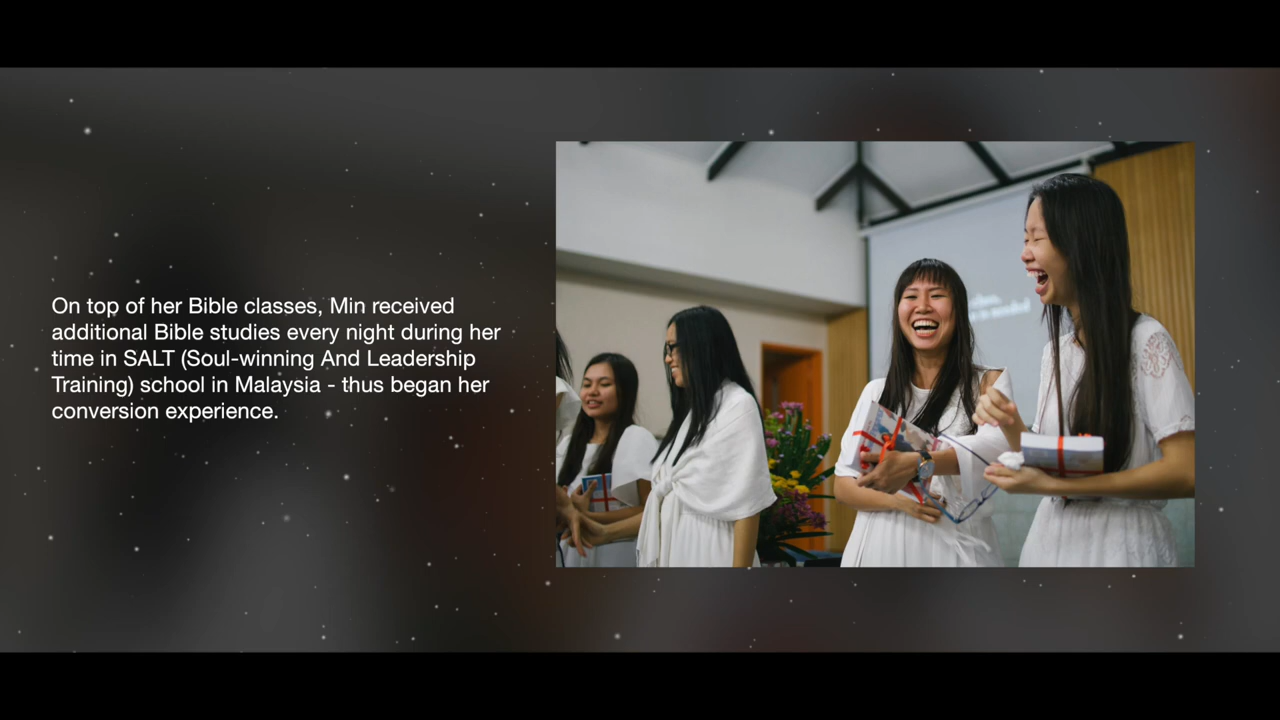 On top of her Bible classes, Min received
additional Bible studies every night during her
time in SALT (Soul-winning And Leadership
Training) school in Malaysia - thus began her
conversion experience.